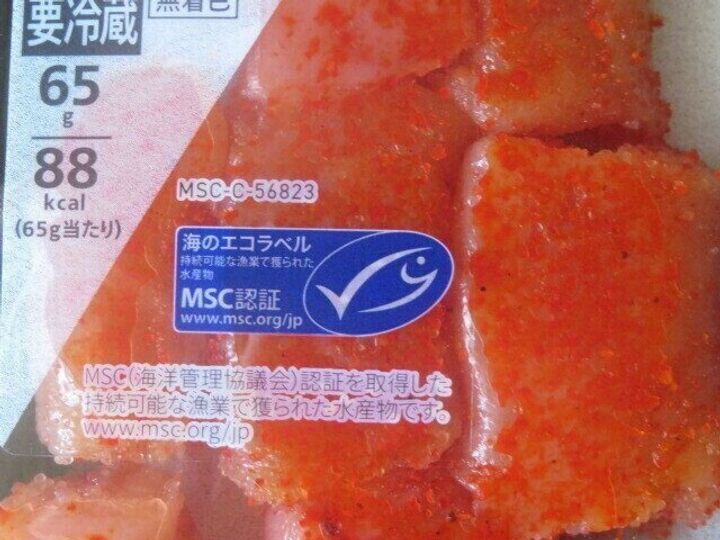 無着色
要冷蔵
65
g
88
kcal
(65g当たり)
MSC-C-56823
海のエコラベル
持続可能な漁業で獲られた
水産物
MSC認証
www.msc.org/jp
MSC(海洋管理協議会)認証を取得した
持続可能な漁業で獲られた水産物です。
www.msc.org/jp